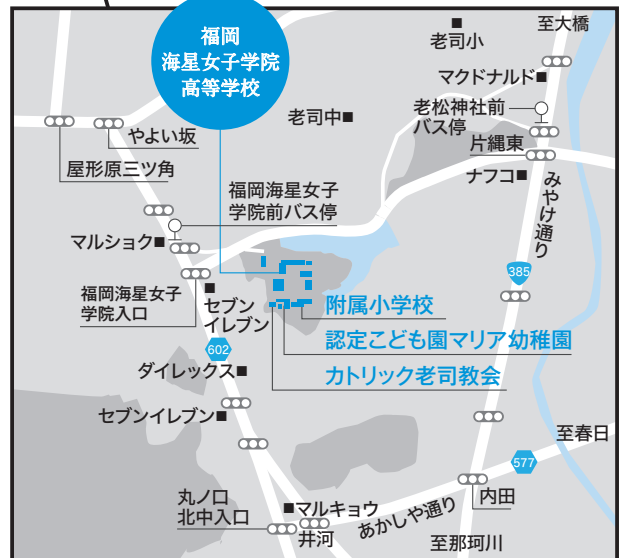 福岡
海星女子学院
高等学校
老司小
至大橋
マクドナルド
老司中
老松神社前
バス停
やよい坂
片縄東
屋形原三ツ角
ナフコ
福岡海星女子
学院前バス停
みやけ通り
マルショク
385
福岡海星女子
学院入口
セブン
イレブン
附属小学校
認定こども園マリア幼稚園
602
ダイレックス
カトリック老司教会
セブンイレブン
至春日
577
丸ノ口
北中入口
マルキョウ
井河
あかしや通り
内田
至那珂川